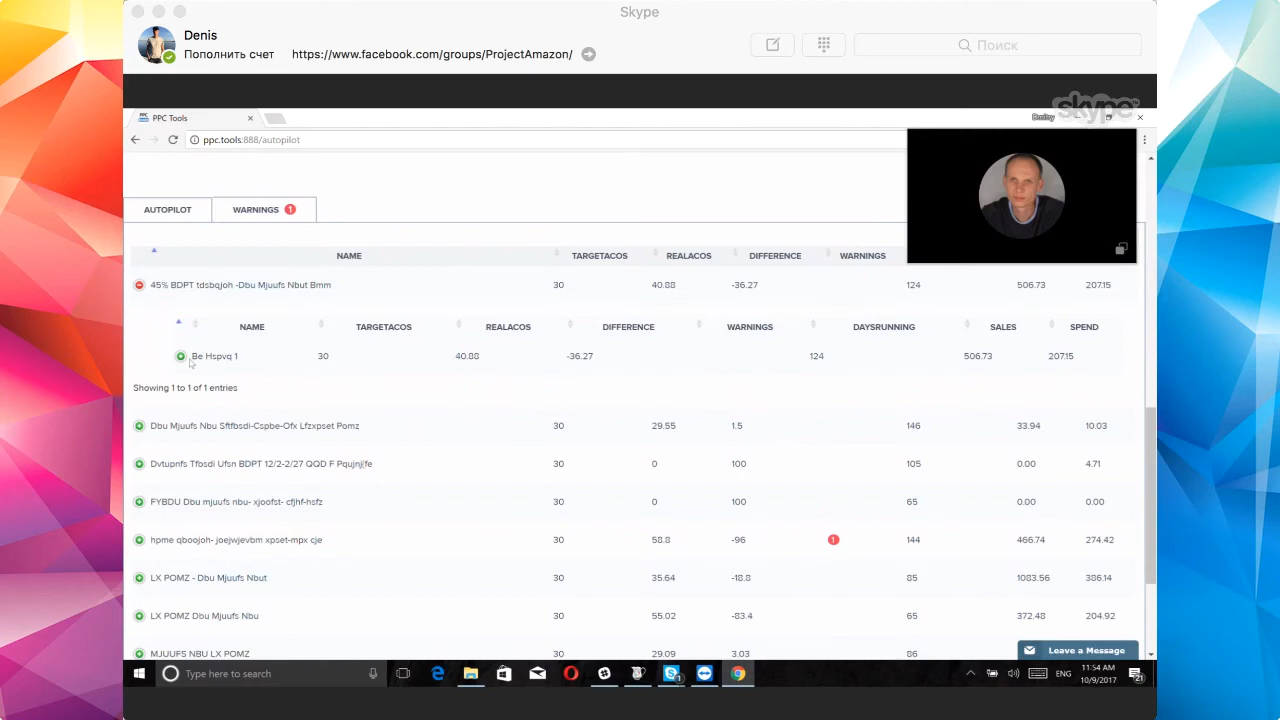 Skype
Denis
Пополнить счет https://www.facebook.com/groups/ProjectAmazon/
Поиск
skype
PPC Tools
Dmitry
ppc.tools:888/autopilot
AUTOPILOT WARNINGS 1
NAME TARGETACOS REALACOS DIFFERENCE WARNINGS
45% BDPT tdsbqjoh -Dbu Mjuufs Nbut Bmm 30 40.88 -36.27 124 506.73 207.15
NAME TARGETACOS REALACOS DIFFERENCE WARNINGS DAYSRUNNING SALES SPEND
Be Hspvq 1 30 40.88 -36.27 124 506.73 207.15
Showing 1 to 1 of 1 entries
Dbu Mjuufs Nbu Sftfbsdi-Cspbe-Ofx Lfzxpset Pomz 30 29.55 1.5 146 33.94 10.03
Dvtupnfs Tfbsdi Ufsn BDPT 12/2-2/27 QQD F Pqujnj{fe 30 0 100 105 0.00 4.71
FYBDU Dbu mjuufs nbu- xjoofst- cfjhf-hsfz 30 0 100 65 0.00 0.00
hpme qboojoh- joejwjevbm xpset-mpx cje 30 58.8 -96 1 144 466.74 274.42
LX POMZ - Dbu Mjuufs Nbut 30 35.64 -18.8 85 1083.56 386.14
LX POMZ Dbu Mjuufs Nbu 30 55.02 -83.4 65 372.48 204.92
MJUUFS NBU LX POMZ 30 29.09 3.03 86
Leave a Message
Type here to search
1
ENG
11:54 AM
10/9/2017
21